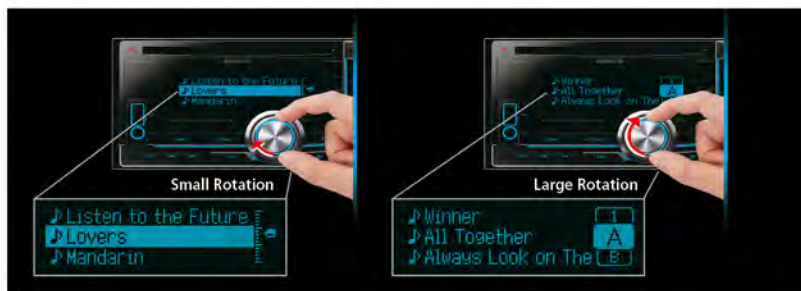 ♪Listen to the Future
♪Lovers
♪Mandarin
Small Rotation
♪Listen to the Future
♪Lovers
♪Mandarin
♪Winner 1
♪All Together A
♪Always Look on The B
Large Rotation
♪Winner 1
♪All Together A
♪Always Look on The B